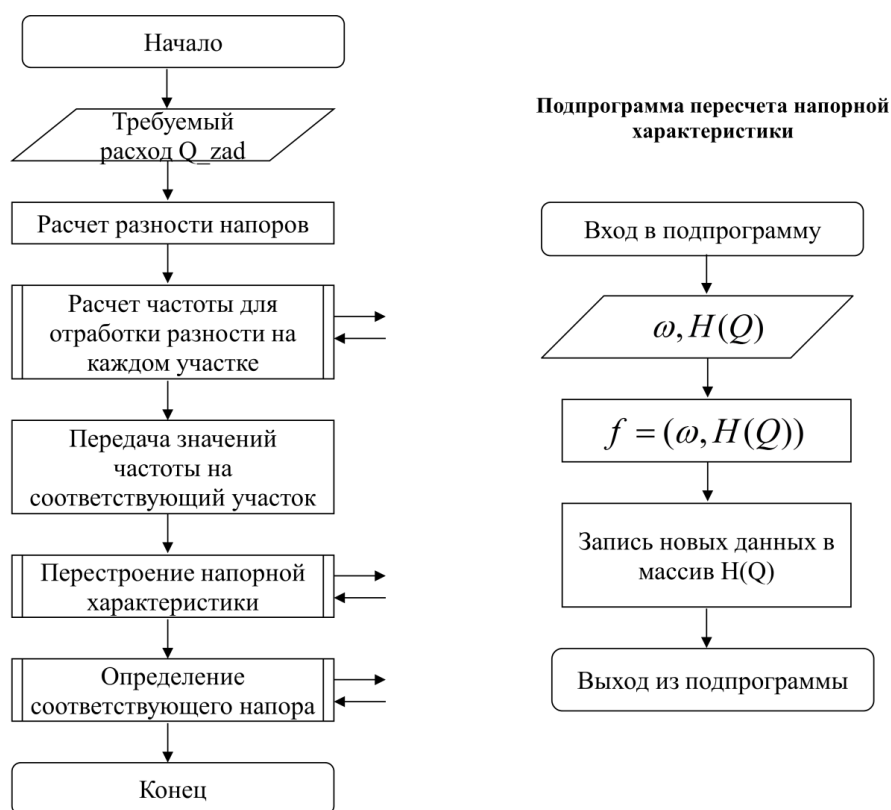 Начало
Требуемый
расход Q_zad
Расчет разности напоров
Расчет частоты для
отработки разности на
каждом участке
Передача значений
частоты на
соответствующий участок
Перестроение напорной
характеристики
Определение
соответствующего напора
Конец
Подпрограмма пересчета напорной
характеристики
Вход в подпрограмму
ω, H(Q)
f = (ω, H(Q))
Запись новых данных в
массив H(Q)
Выход из подпрограммы